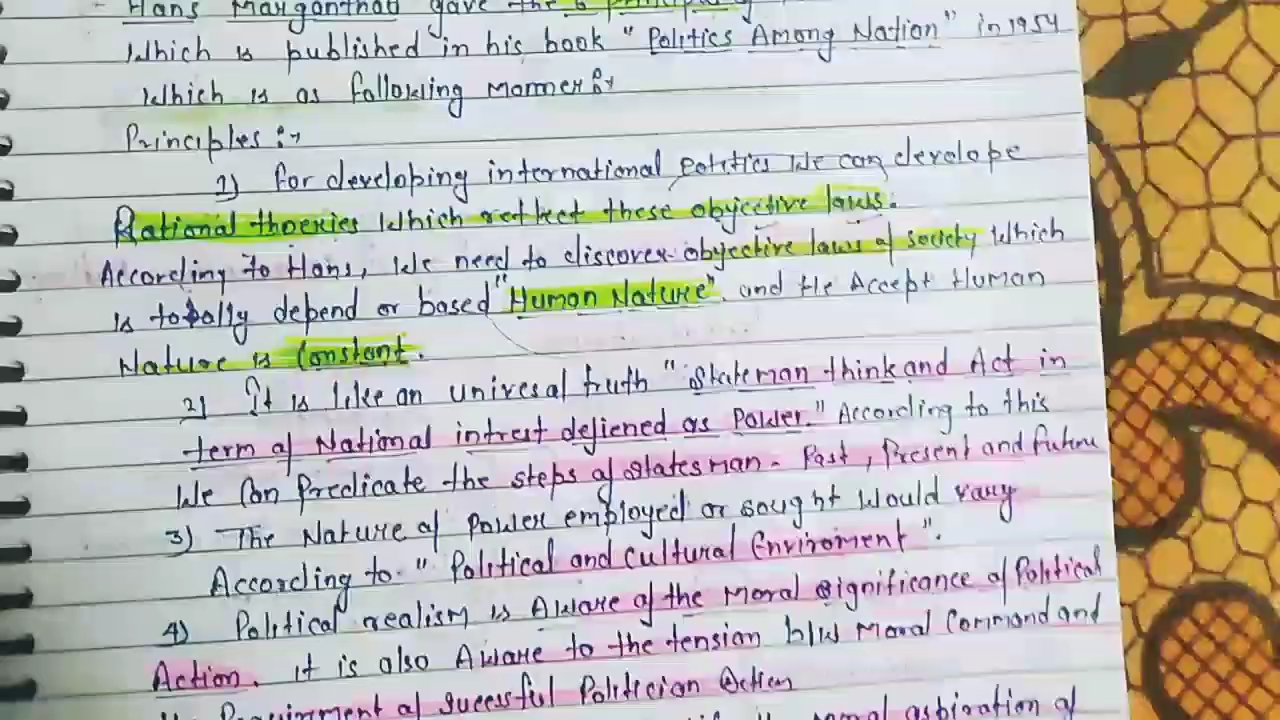 Hans Marganthau gave the 6 principles
Which is published in his book "Politics Among Nation" in 1954
Which is as following manner:-
Principles :-
1) for developing international politics We can develope
Rational theories Which reflect these objective laws.
According to Hans, We need to discover objective laws of society Which
is totally depend or based "Human Nature". and He Accept Human
Nature is Constant.
2) It is like an univesal truth "Stateman think and Act in
term of National intrest defiened as Power." According to this
We Can Predicate the steps of statesman. Past, Present and future
3) The Nature of Power employed or sought Would vary
According to "Political and Cultural Enviroment".
4) Political realism is Aware of the Moral significance of Political
Action. it is also Aware to the tension b/w Moral Command and
Requirment of sucessful Politician Action
moral aspiration of